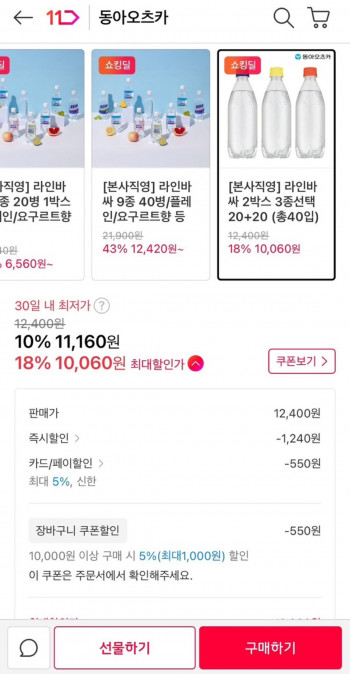 11 동아오츠카
딜
직영] 라인바
종 20병 1박스
인/요구르트향
6,560원~
쇼킹딜
[본사직영] 라인바
싸 9종 40병/플레
인/요구르트향 등
21,900원
43% 12,420원~
쇼킹딜
동아오츠카
[본사직영] 라인바
싸 2박스 3종선택
20+20 (총40입)
12,400원
18% 10,060원
30일 내 최저가 ?
12,400원
10% 11,160원
18% 10,060원 최대할인가
쿠폰보기 >
판매가 12,400원
즉시할인 > -1,240원
카드/페이할인 > -550원
최대 5%, 신한
장바구니 쿠폰할인 -550원
10,000원 이상 구매 시 5%(최대1,000원) 할인
이 쿠폰은 주문서에서 확인해주세요.
선물하기
구매하기